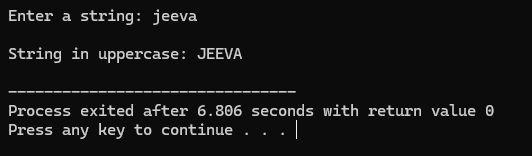 Enter a string: jeeva
String in uppercase: JEEVA
--------------------------------
Process exited after 6.806 seconds with return value 0
Press any key to continue . . .